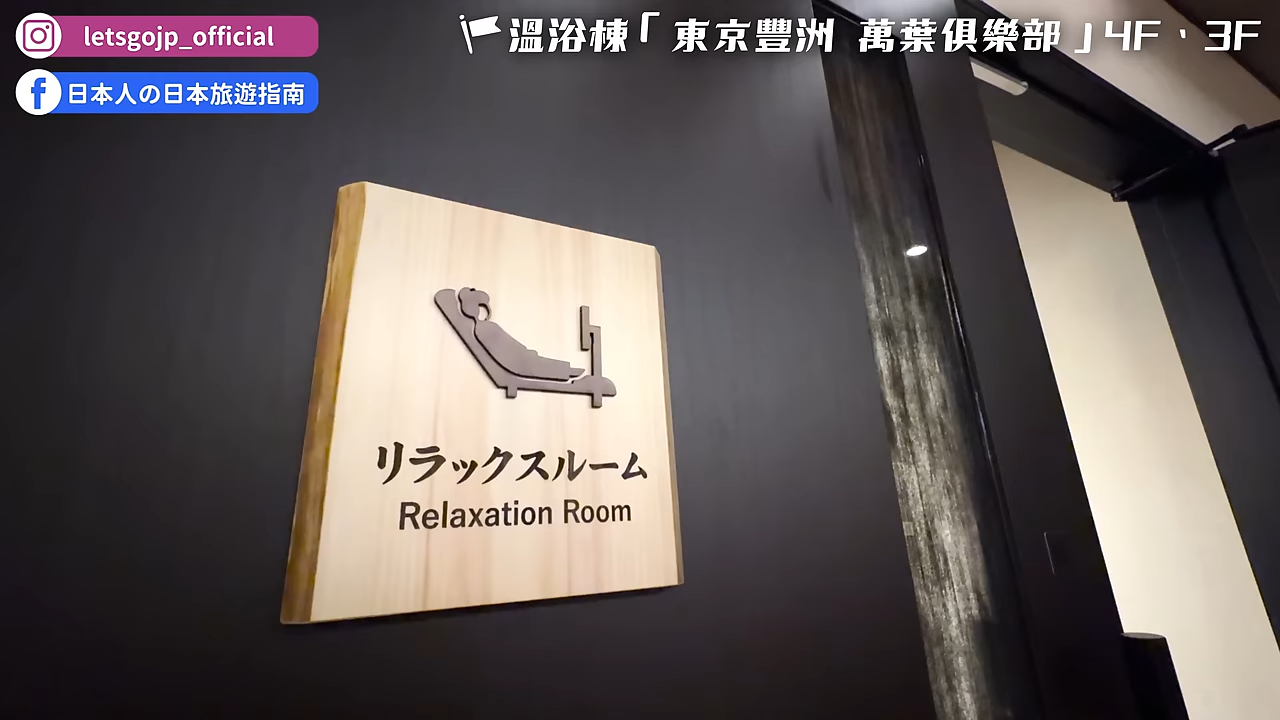 letsgojp_official
日本人の日本旅遊指南
溫浴棟「東京豐洲 萬葉俱樂部」4F、3F
リラックスルーム
Relaxation Room